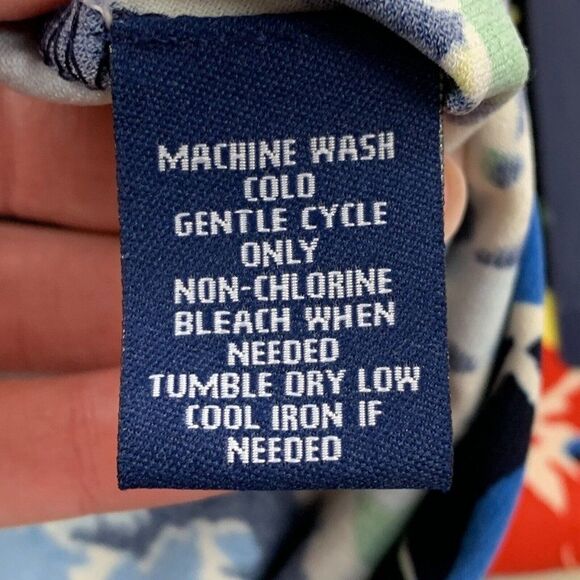 MACHINE WASH
COLD
GENTLE CYCLE
ONLY
NON-CHLORINE
BLEACH WHEN
NEEDED
TUMBLE DRY LOW
COOL IRON IF
NEEDED